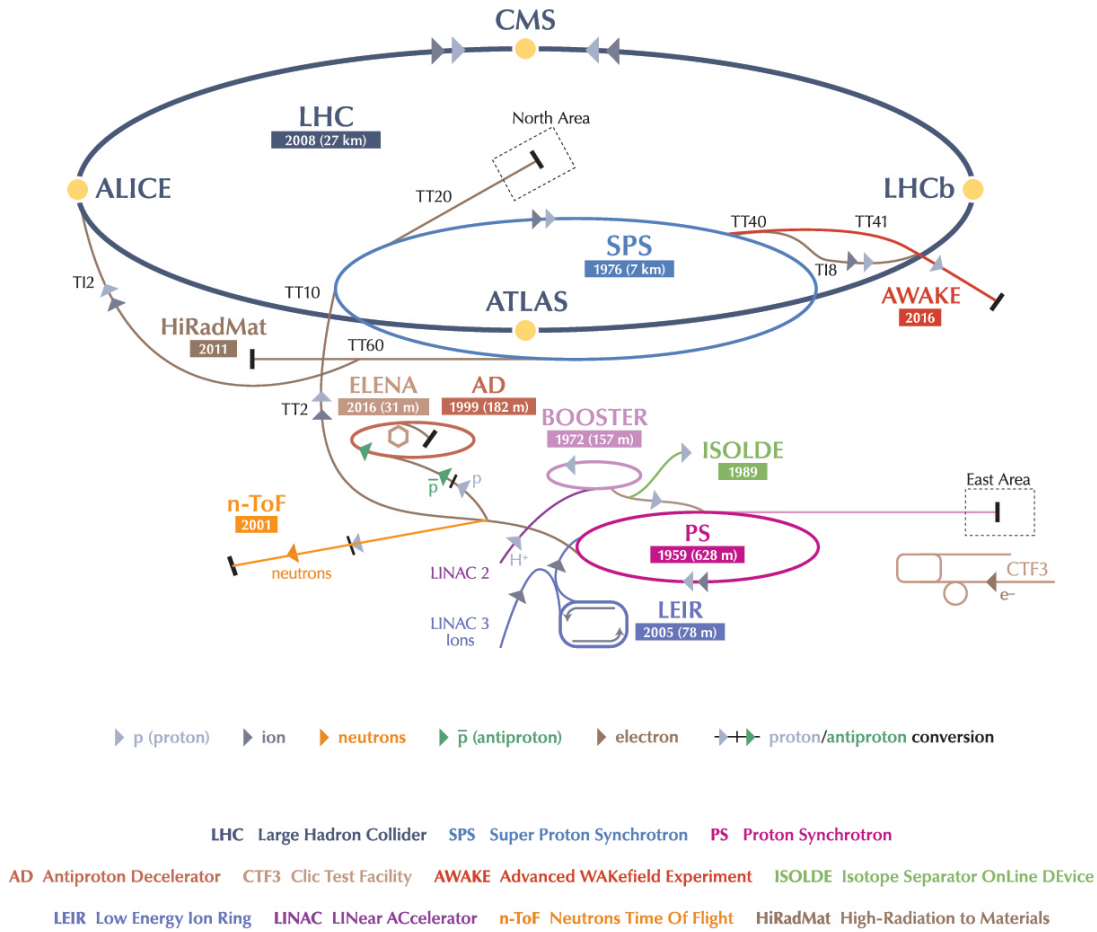 CMS
LHC
2008 (27 km)
North Area
ALICE
TT20
LHCb
TT40
TT41
SPS
1976 (7 km)
TI8
TI2
TT10
ATLAS
AWAKE
2016
HiRadMat
2011
TT60
ELENA
2016 (31 m)
AD
1999 (182 m)
TT2
BOOSTER
1972 (157 m)
ISOLDE
1989
p̅
p
East Area
n-ToF
2001
PS
1959 (628 m)
neutrons
H⁺
LINAC 2
CTF3
e–
LEIR
2005 (78 m)
LINAC 3
Ions
p (proton) ion neutrons p̅ (antiproton) electron proton/antiproton conversion
LHC Large Hadron Collider SPS Super Proton Synchrotron PS Proton Synchrotron
AD Antiproton Decelerator CTF3 Clic Test Facility AWAKE Advanced WAKefield Experiment ISOLDE Isotope Separator OnLine DEvice
LEIR Low Energy Ion Ring LINAC LINear ACcelerator n-ToF Neutrons Time Of Flight HiRadMat High-Radiation to Materials